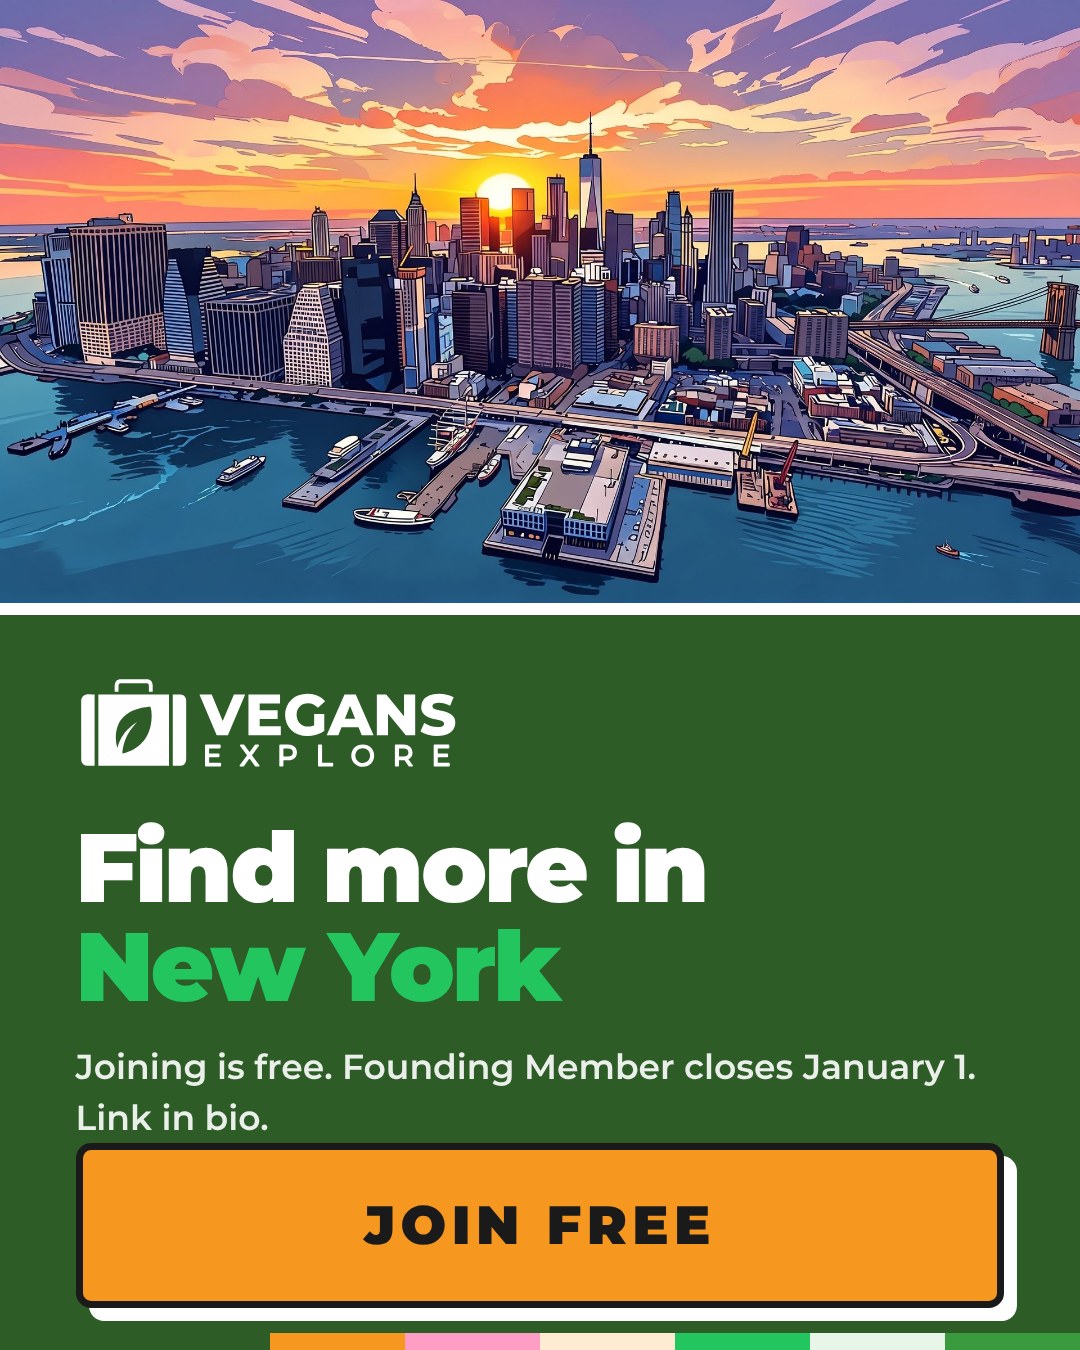 VEGANS
EXPLORE
Find more in
New York
Joining is free. Founding Member closes January 1.
Link in bio.
JOIN FREE